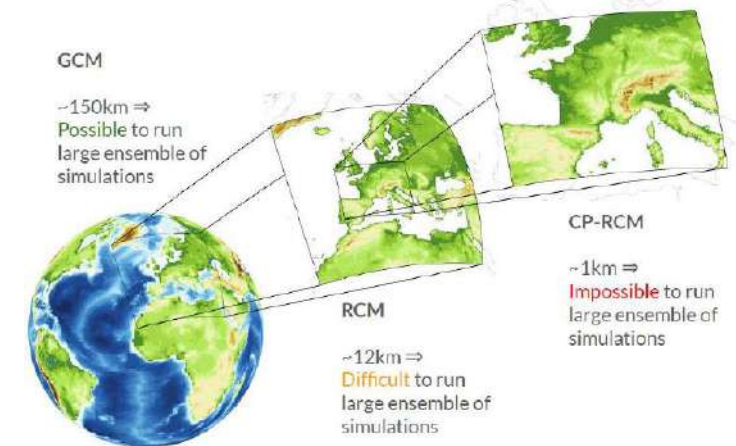 GCM
~150km ⇒
Possible to run
large ensemble of
simulations
CP-RCM
~1km ⇒
Impossible to run
large ensemble of
simulations
RCM
~12km ⇒
Difficult to run
large ensemble of
simulations